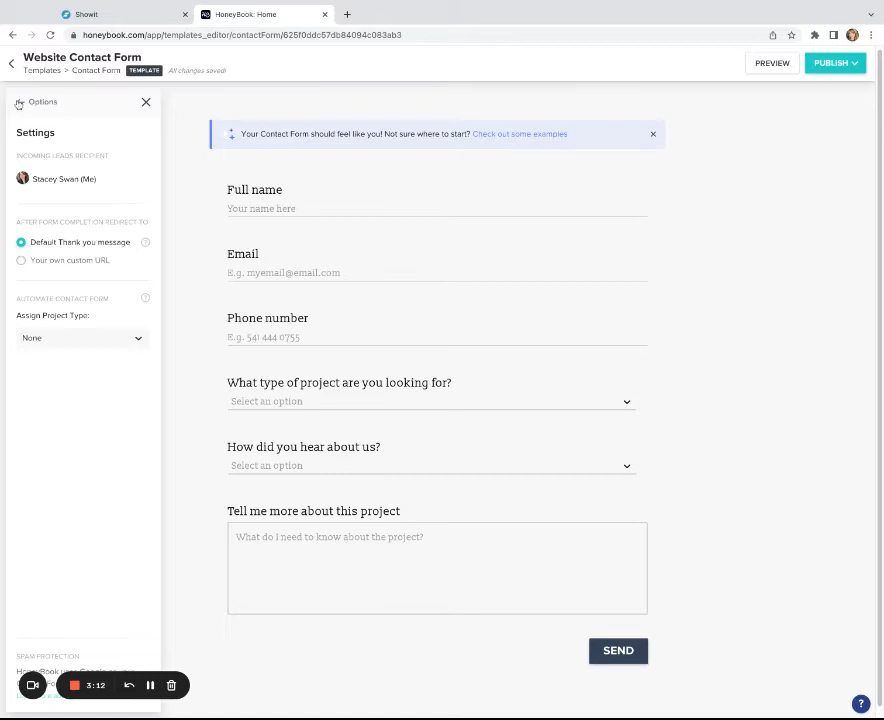 Showit
HoneyBook: Home
honeybook.com/app/templates_editor/contactForm/625f0ddc57db84094c083ab3
Website Contact Form
Templates > Contact Form TEMPLATE All changes saved!
PREVIEW
PUBLISH
Options
Settings
INCOMING LEADS RECIPIENT
Stacey Swan (Me)
AFTER FORM COMPLETION REDIRECT TO
Default Thank you message ?
Your own custom URL
AUTOMATE CONTACT FORM ?
Assign Project Type:
None
SPAM PROTECTION
3:12
Your Contact Form should feel like you! Not sure where to start? Check out some examples
Full name
Your name here
Email
E.g. myemail@email.com
Phone number
E.g. 541 444 0755
What type of project are you looking for?
Select an option
How did you hear about us?
Select an option
Tell me more about this project
What do I need to know about the project?
SEND
?